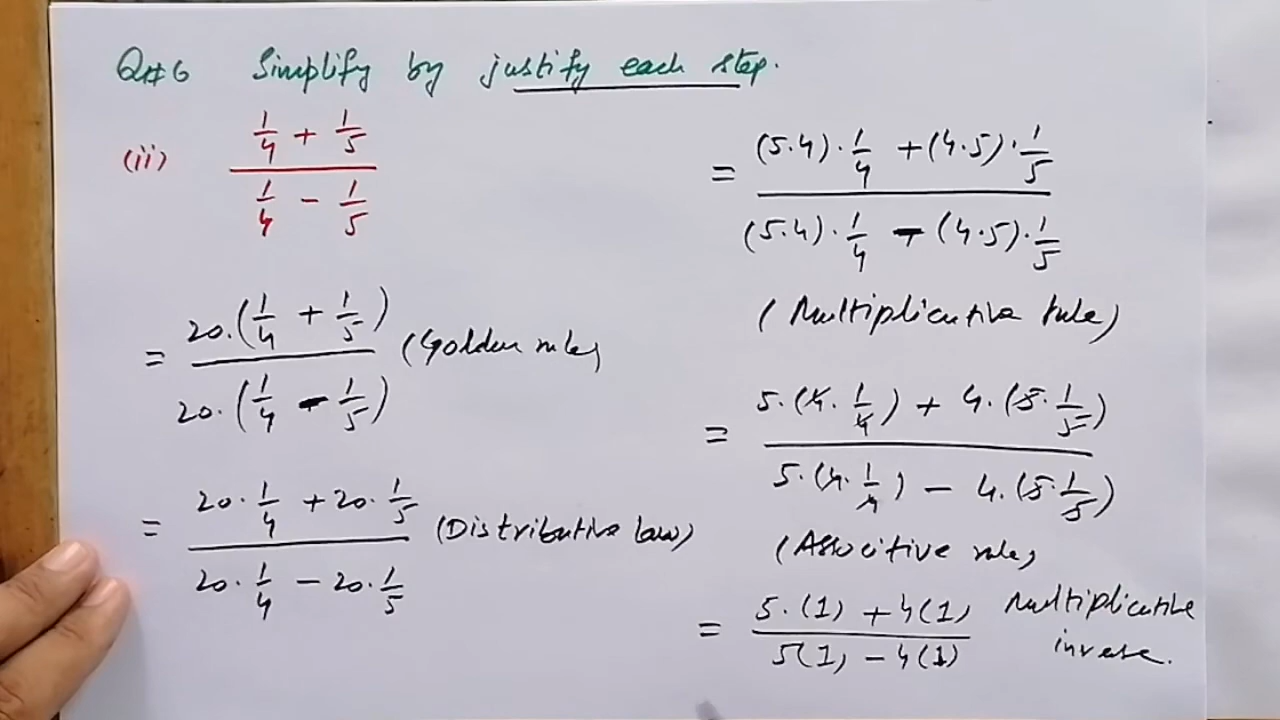 Q#6 Simplify by justify each step.
(ii) (1/4 + 1/5) / (1/4 - 1/5)
= 20.(1/4 + 1/5) / 20.(1/4 - 1/5) (Golden rule)
= (20·1/4 + 20·1/5) / (20·1/4 - 20·1/5) (Distributive law)
= ((5·4)·1/4 + (4·5)·1/5) / ((5·4)·1/4 - (4·5)·1/5)
(Multiplicative rule)
= (5·(4·1/4) + 4·(5·1/5)) / (5·(4·1/4) - 4·(5·1/5))
(Associtive rule)
= (5·(1) + 4(1)) / (5(1) - 4(1)) Multiplicative
inverse.